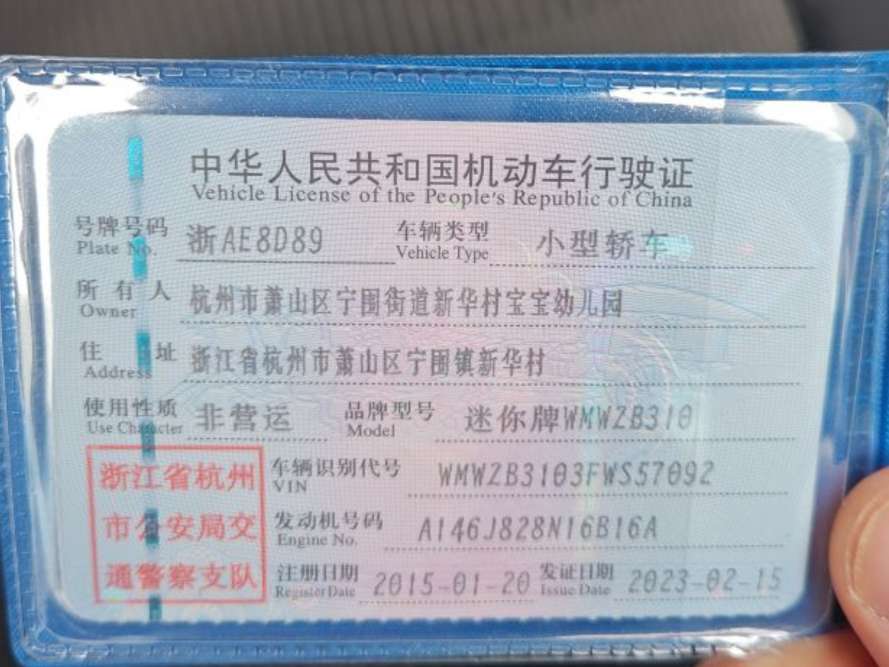 中华人民共和国机动车行驶证
Vehicle License of the People's Republic of China
号牌号码 浙AE8D89 车辆类型 小型轿车
Plate No. Vehicle Type
所有人 杭州市萧山区宁围街道新华村宝宝幼儿园
Owner
住址 浙江省杭州市萧山区宁围镇新华村
Address
使用性质 非营运 品牌型号 迷你牌WMWZB310
Use Character Model
浙江省杭州 车辆识别代号 WMWZB3103FWS57092
VIN
市公安局交 发动机号码 A146J828N16B16A
Engine No.
通警察支队 注册日期 2015-01-20 发证日期 2023-02-15
Register Date Issue Date